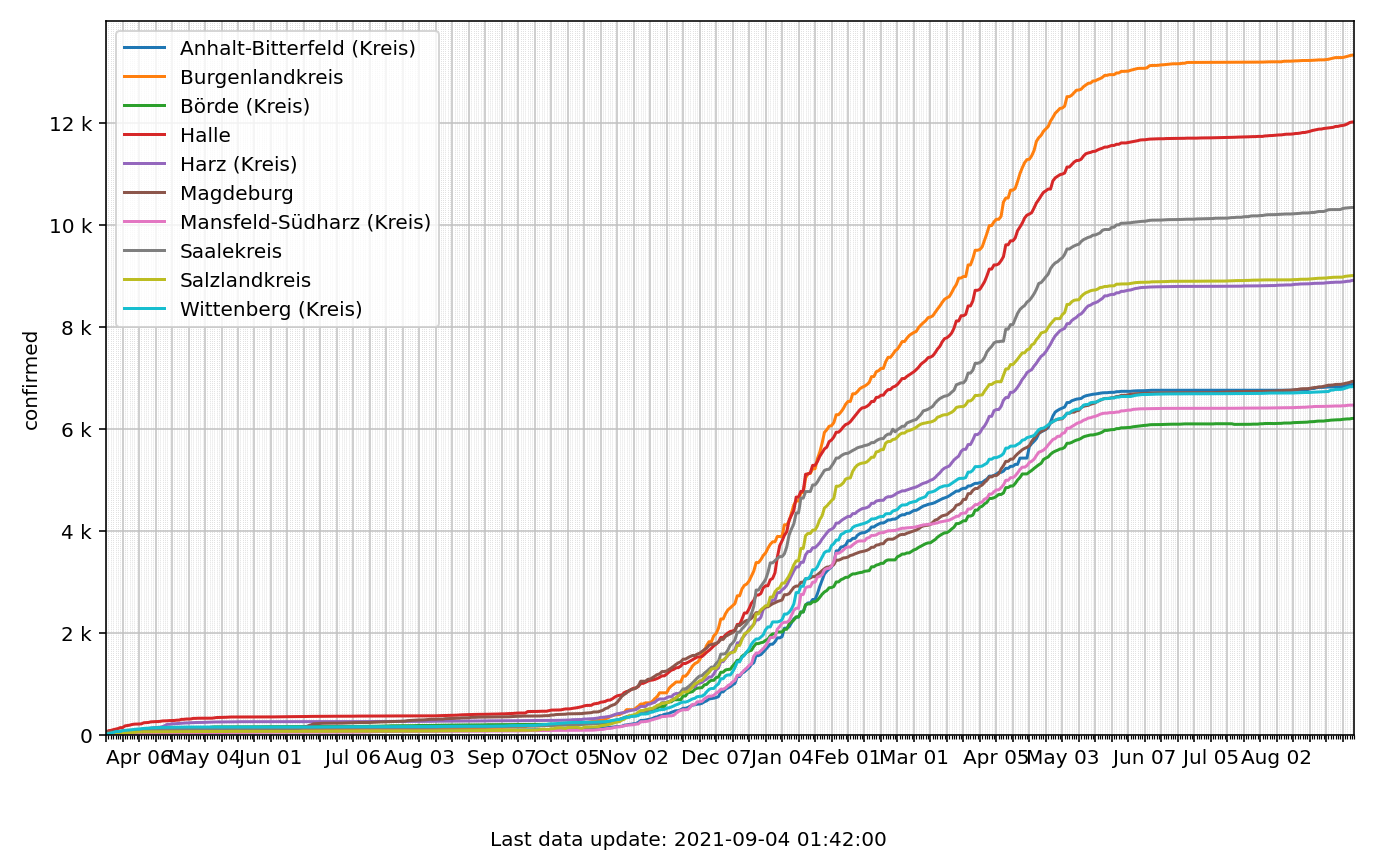 Anhalt-Bitterfeld (Kreis)
Burgenlandkreis
Börde (Kreis)
Halle
Harz (Kreis)
Magdeburg
Mansfeld-Südharz (Kreis)
Saalekreis
Salzlandkreis
Wittenberg (Kreis)
confirmed
12 k
10 k
8 k
6 k
4 k
2 k
0
Apr 06 May 04 Jun 01 Jul 06 Aug 03 Sep 07 Oct 05 Nov 02 Dec 07 Jan 04 Feb 01 Mar 01 Apr 05 May 03 Jun 07 Jul 05 Aug 02
Last data update: 2021-09-04 01:42:00